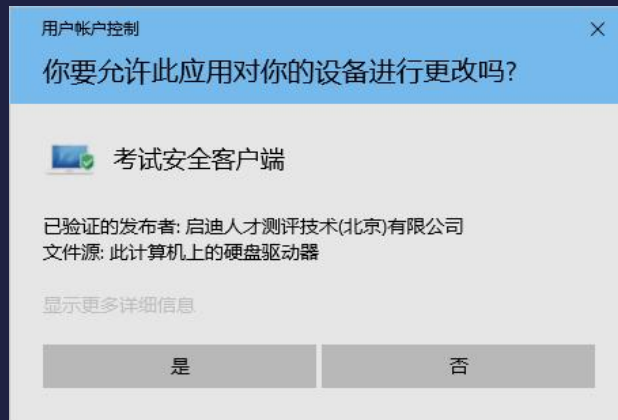 用户帐户控制
你要允许此应用对你的设备进行更改吗?
考试安全客户端
已验证的发布者: 启迪人才测评技术(北京)有限公司
文件源: 此计算机上的硬盘驱动器
显示更多详细信息
是
否